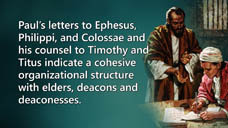 Paul's letters to Ephesus,
Philippi, and Colossae and
his counsel to Timothy and
Titus indicate a cohesive
organizational structure
with elders, deacons and
deaconesses.